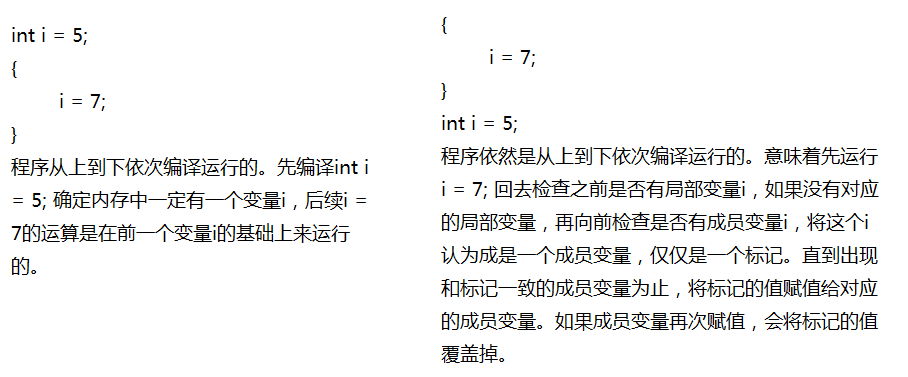 int i = 5;
{
i = 7;
}
程序从上到下依次编译运行的。先编译int i
= 5; 确定内存中一定有一个变量i，后续i =
7的运算是在前一个变量i的基础上来运行
的。
{
i = 7;
}
int i = 5;
程序依然是从上到下依次编译运行的。意味着先运行
i = 7; 回去检查之前是否有局部变量i，如果没有对应
的局部变量，再向前检查是否有成员变量i，将这个i
认为成是一个成员变量，仅仅是一个标记。直到出现
和标记一致的成员变量为止，将标记的值赋值给对应
的成员变量。如果成员变量再次赋值，会将标记的值
覆盖掉。